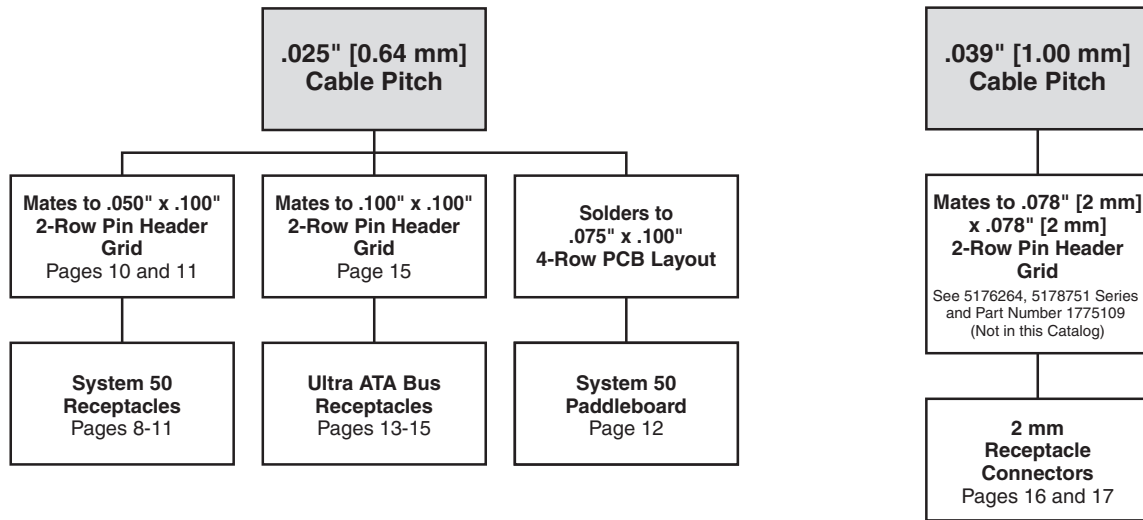 .025" [0.64 mm]
Cable Pitch
Mates to .050" x .100"
2-Row Pin Header
Grid
Pages 10 and 11
System 50
Receptacles
Pages 8-11
Mates to .100" x .100"
2-Row Pin Header
Grid
Page 15
Ultra ATA Bus
Receptacles
Pages 13-15
Solders to
.075" x .100"
4-Row PCB Layout
System 50
Paddleboard
Page 12
.039" [1.00 mm]
Cable Pitch
Mates to .078" [2 mm]
x .078" [2 mm]
2-Row Pin Header
Grid
See 5176264, 5178751 Series
and Part Number 1775109
(Not in this Catalog)
2 mm
Receptacle
Connectors
Pages 16 and 17